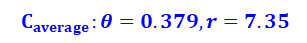 C_average : θ = 0.379, r = 7.35